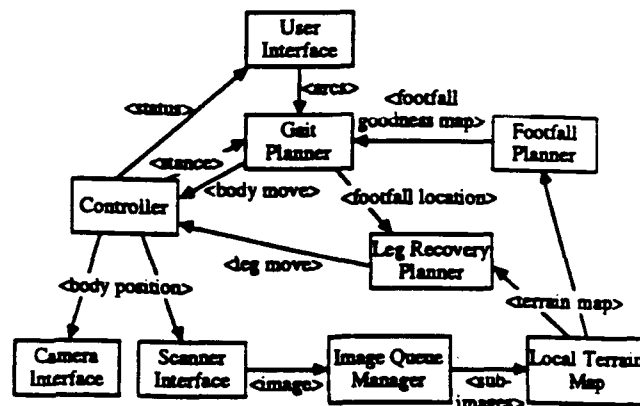 User
Interface
<status>
<arcs>
<footfall
goodness map>
Gait
Planner
Footfall
Planner
<stance>
<body move>
<footfall location>
Controller
<leg move>
Leg Recovery
Planner
<body position>
<terrain map>
Camera
Interface
Scanner
Interface
<image>
Image Queue
Manager
<sub-
images>
Local Terrain
Map